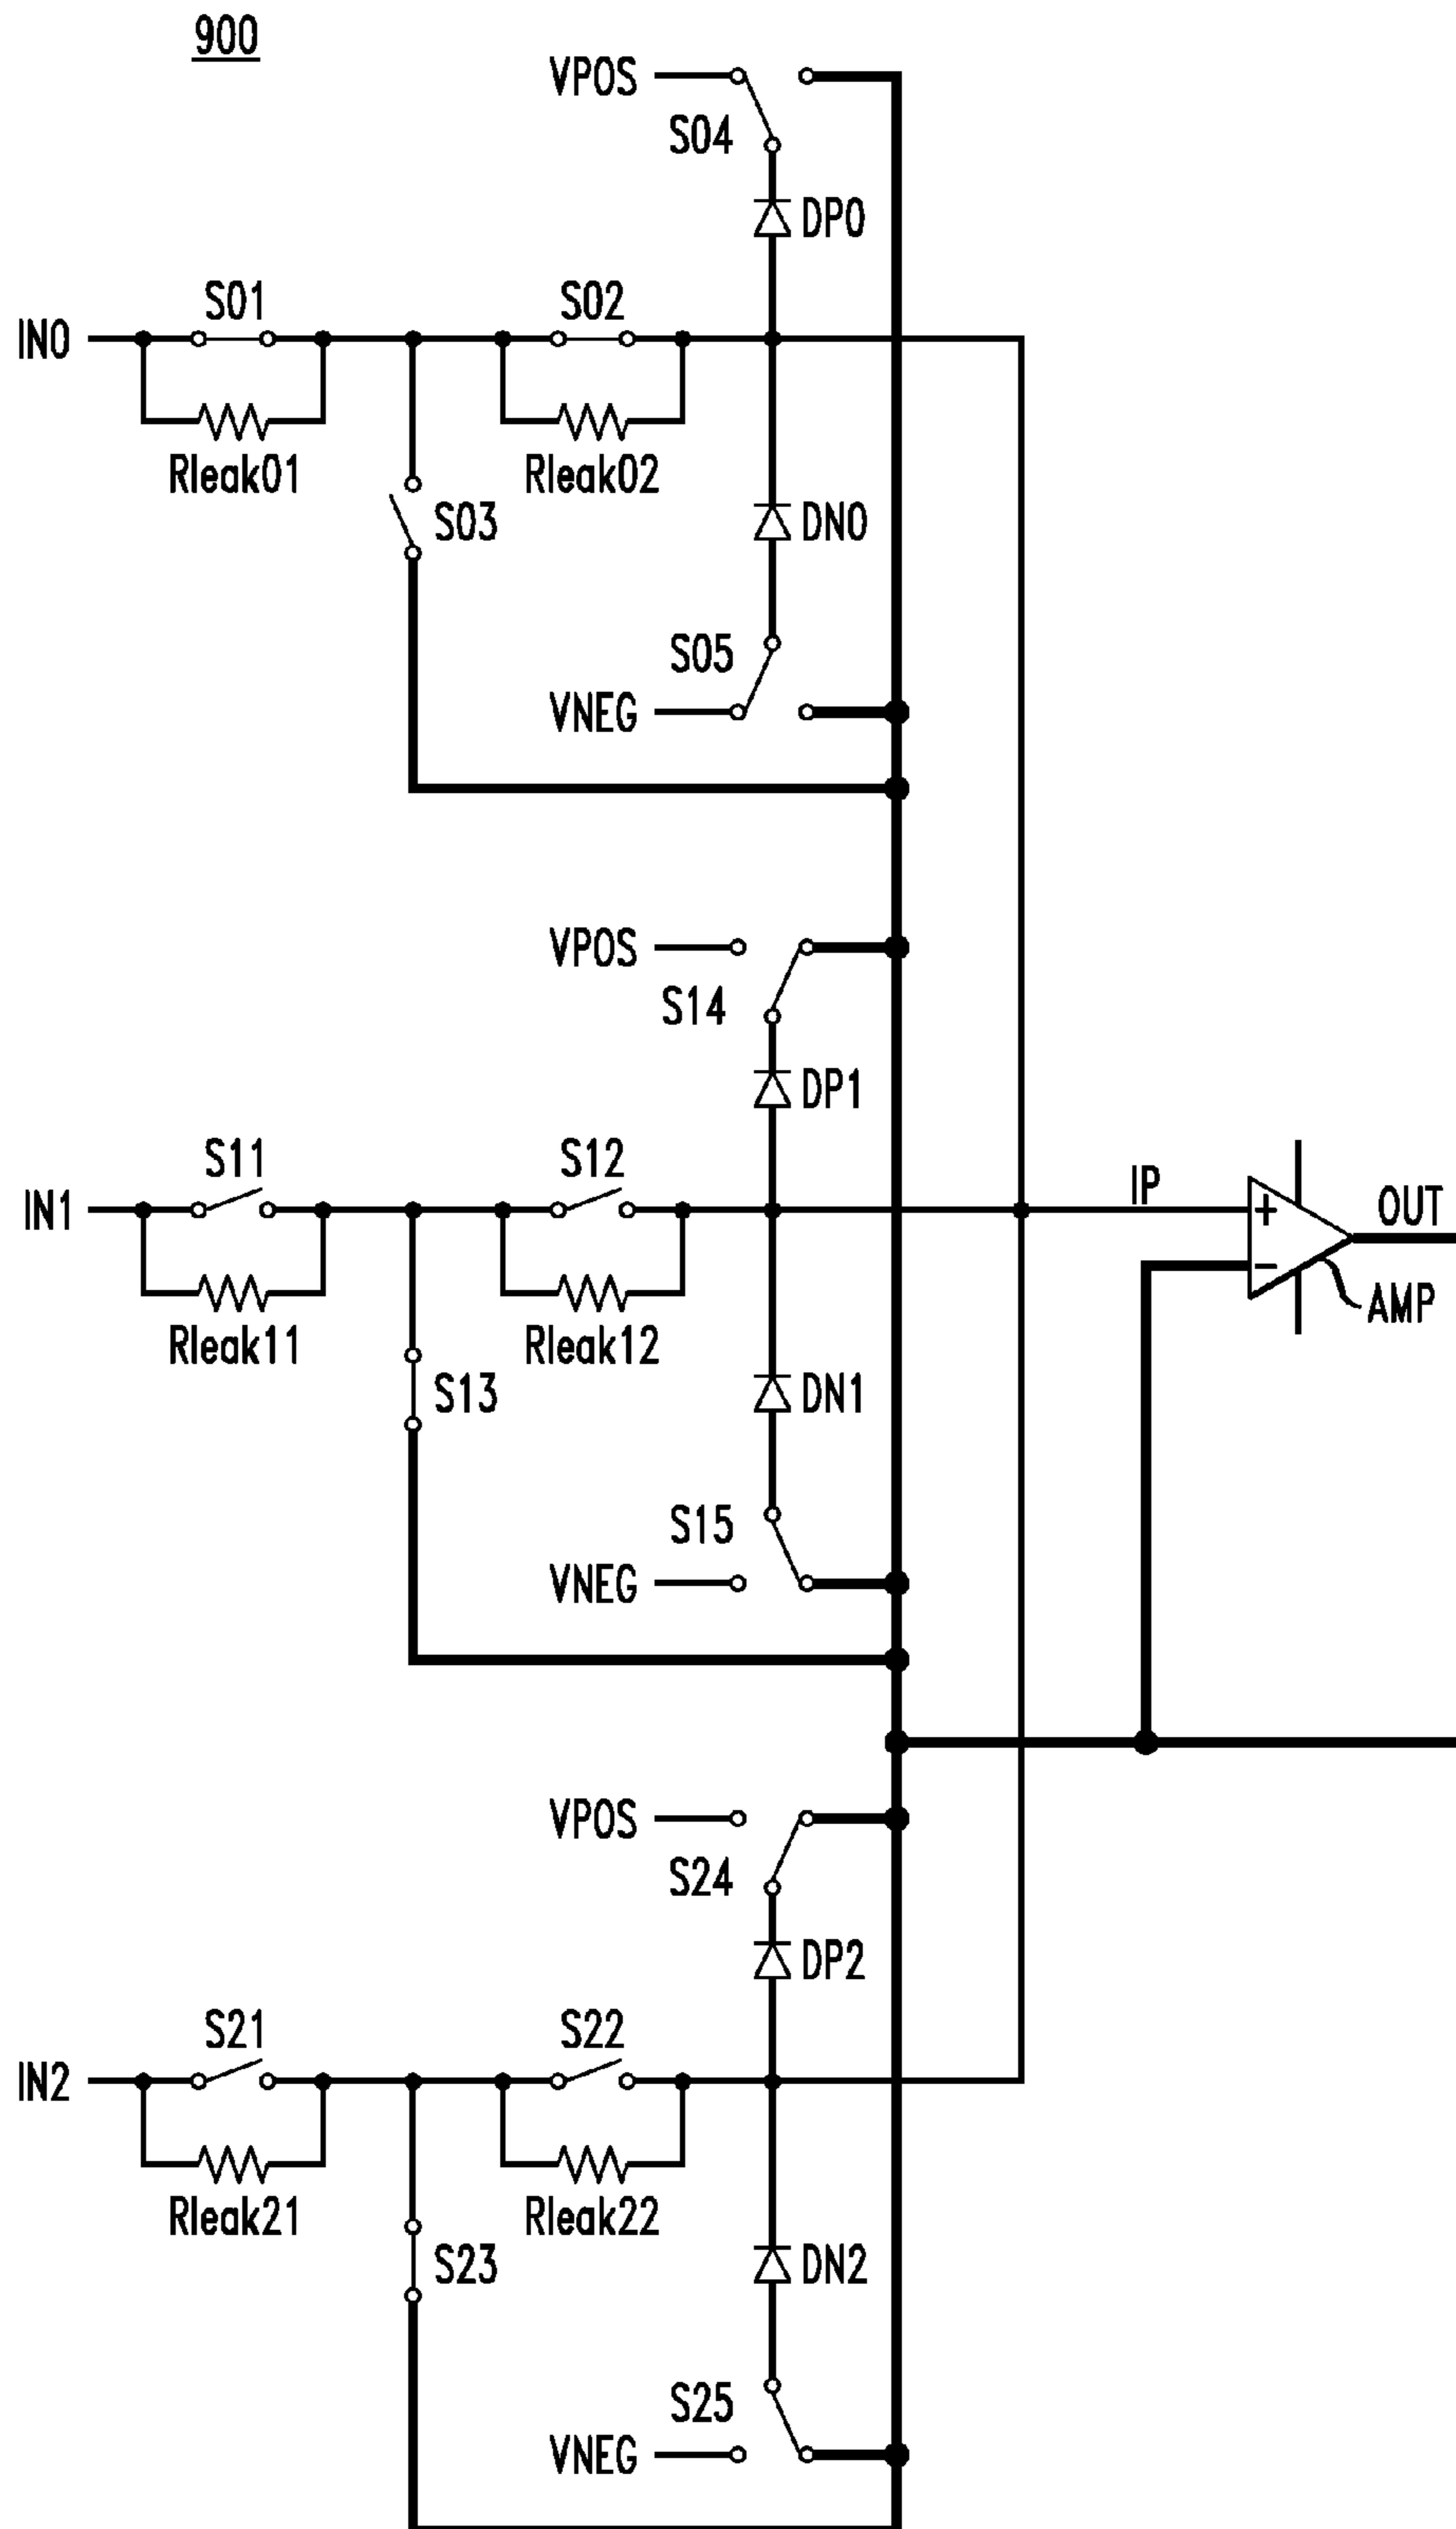 900
VPOS
S04
DP0
S01
S02
IN0
Rleak01
Rleak02
S03
DN0
S05
VNEG
VPOS
S14
DP1
S11
S12
IN1
IP
+
-
OUT
AMP
Rleak11
Rleak12
S13
DN1
S15
VNEG
VPOS
S24
DP2
S21
S22
IN2
Rleak21
Rleak22
S23
DN2
S25
VNEG